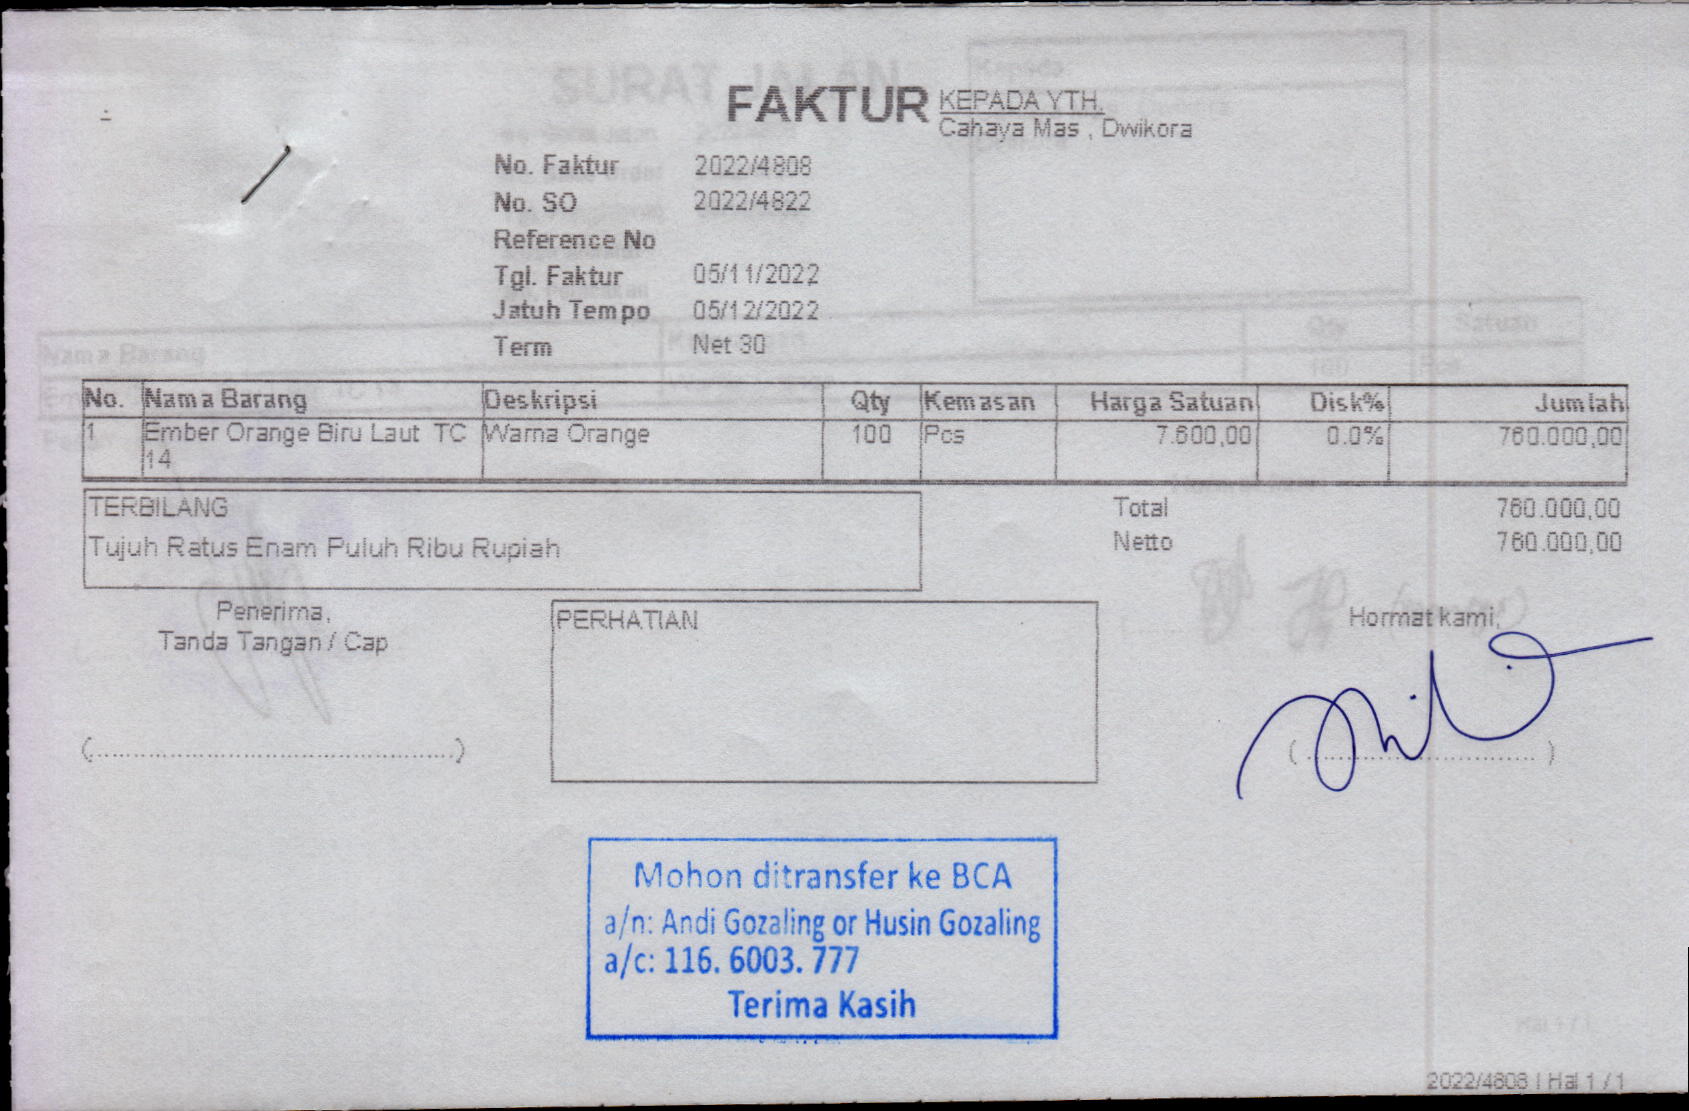 FAKTUR
KEPADA YTH.
Cahaya Mas , Dwikora
No. Faktur 2022/4808
No. SO 2022/4822
Reference No
Tgl. Faktur 05/11/2022
Jatuh Tempo 05/12/2022
Term Net 30
No. Nama Barang Deskripsi Qty Kemasan Harga Satuan Disk% Jumlah
1 Ember Orange Biru Laut TC Warna Orange 100 Pcs 7.600,00 0.0% 760.000,00
14
TERBILANG Total 760.000,00
Tujuh Ratus Enam Puluh Ribu Rupiah Netto 760.000,00
Penerima, PERHATIAN Hormat kami,
Tanda Tangan / Cap
Mohon ditransfer ke BCA
a/n: Andi Gozaling or Husin Gozaling
a/c: 116. 6003. 777
Terima Kasih
2022/4808 | Hal 1 / 1